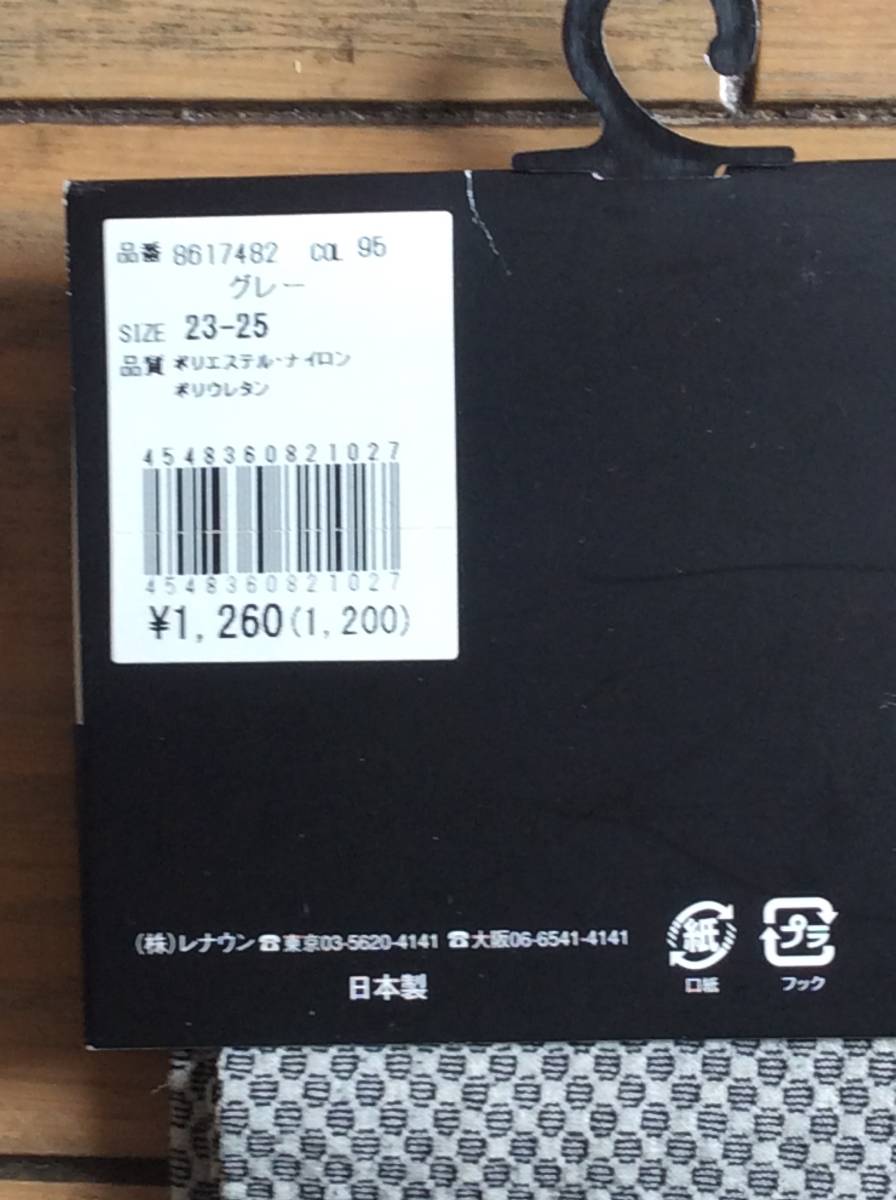 品番 8617482 COL 95
グレー
SIZE 23-25
品質 ポリエステル・ナイロン
ポリウレタン
4548360821027
4548360821027
¥1,260(1,200)
(株)レナウン ☎東京03-5620-4141 ☎大阪06-6541-4141
日本製
紙
口紙
プラ
フック